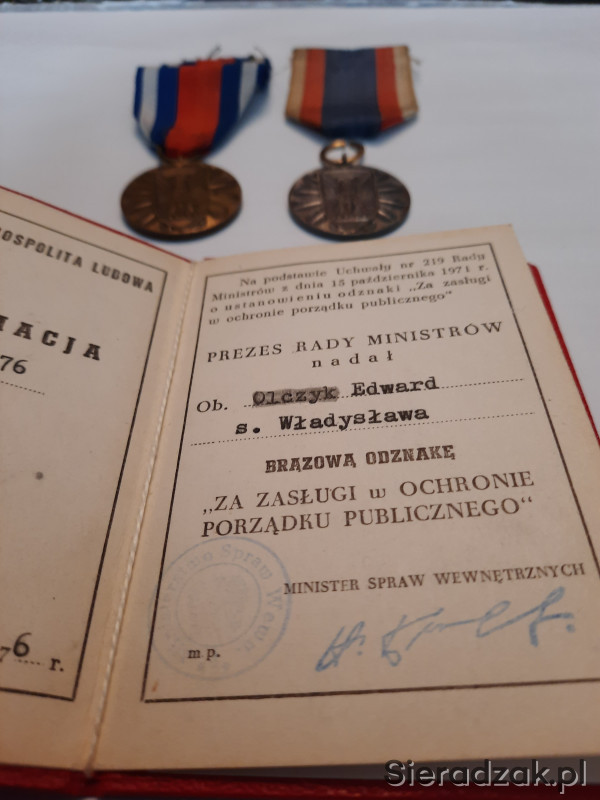 OSPOLITA LUDOWA
MACJA
76
76 r.
Na podstawie Uchwały nr 219 Rady
Ministrów z dnia 15 października 1971 r.
o ustanowieniu odznaki „Za zasługi
w ochronie porządku publicznego"
PREZES RADY MINISTRÓW
nadał
Ob. Olczyk Edward
s. Władysława
BRĄZOWĄ ODZNAKĘ
„ZA ZASŁUGI w OCHRONIE
PORZĄDKU PUBLICZNEGO"
MINISTER SPRAW WEWNĘTRZNYCH
Spraw
m p.
Sieradzak.pl